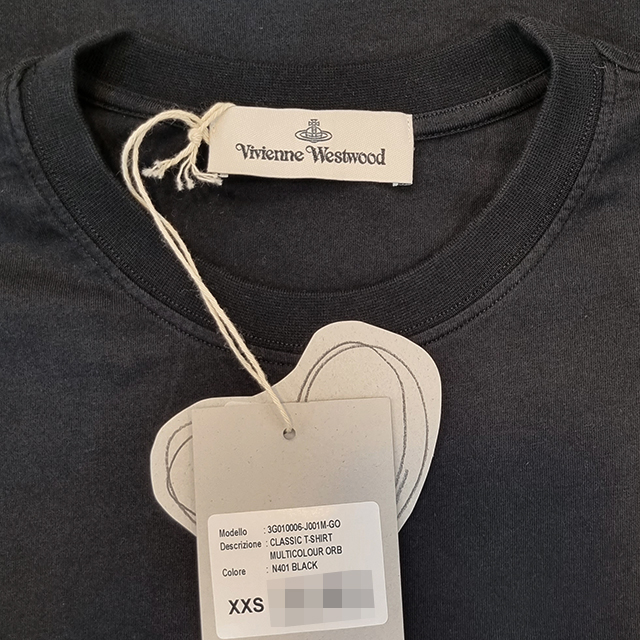 Vivienne Westwood
Modello : 3G010006-J001M-GO
Descrizione : CLASSIC T-SHIRT
MULTICOLOUR ORB
Colore : N401 BLACK
XXS